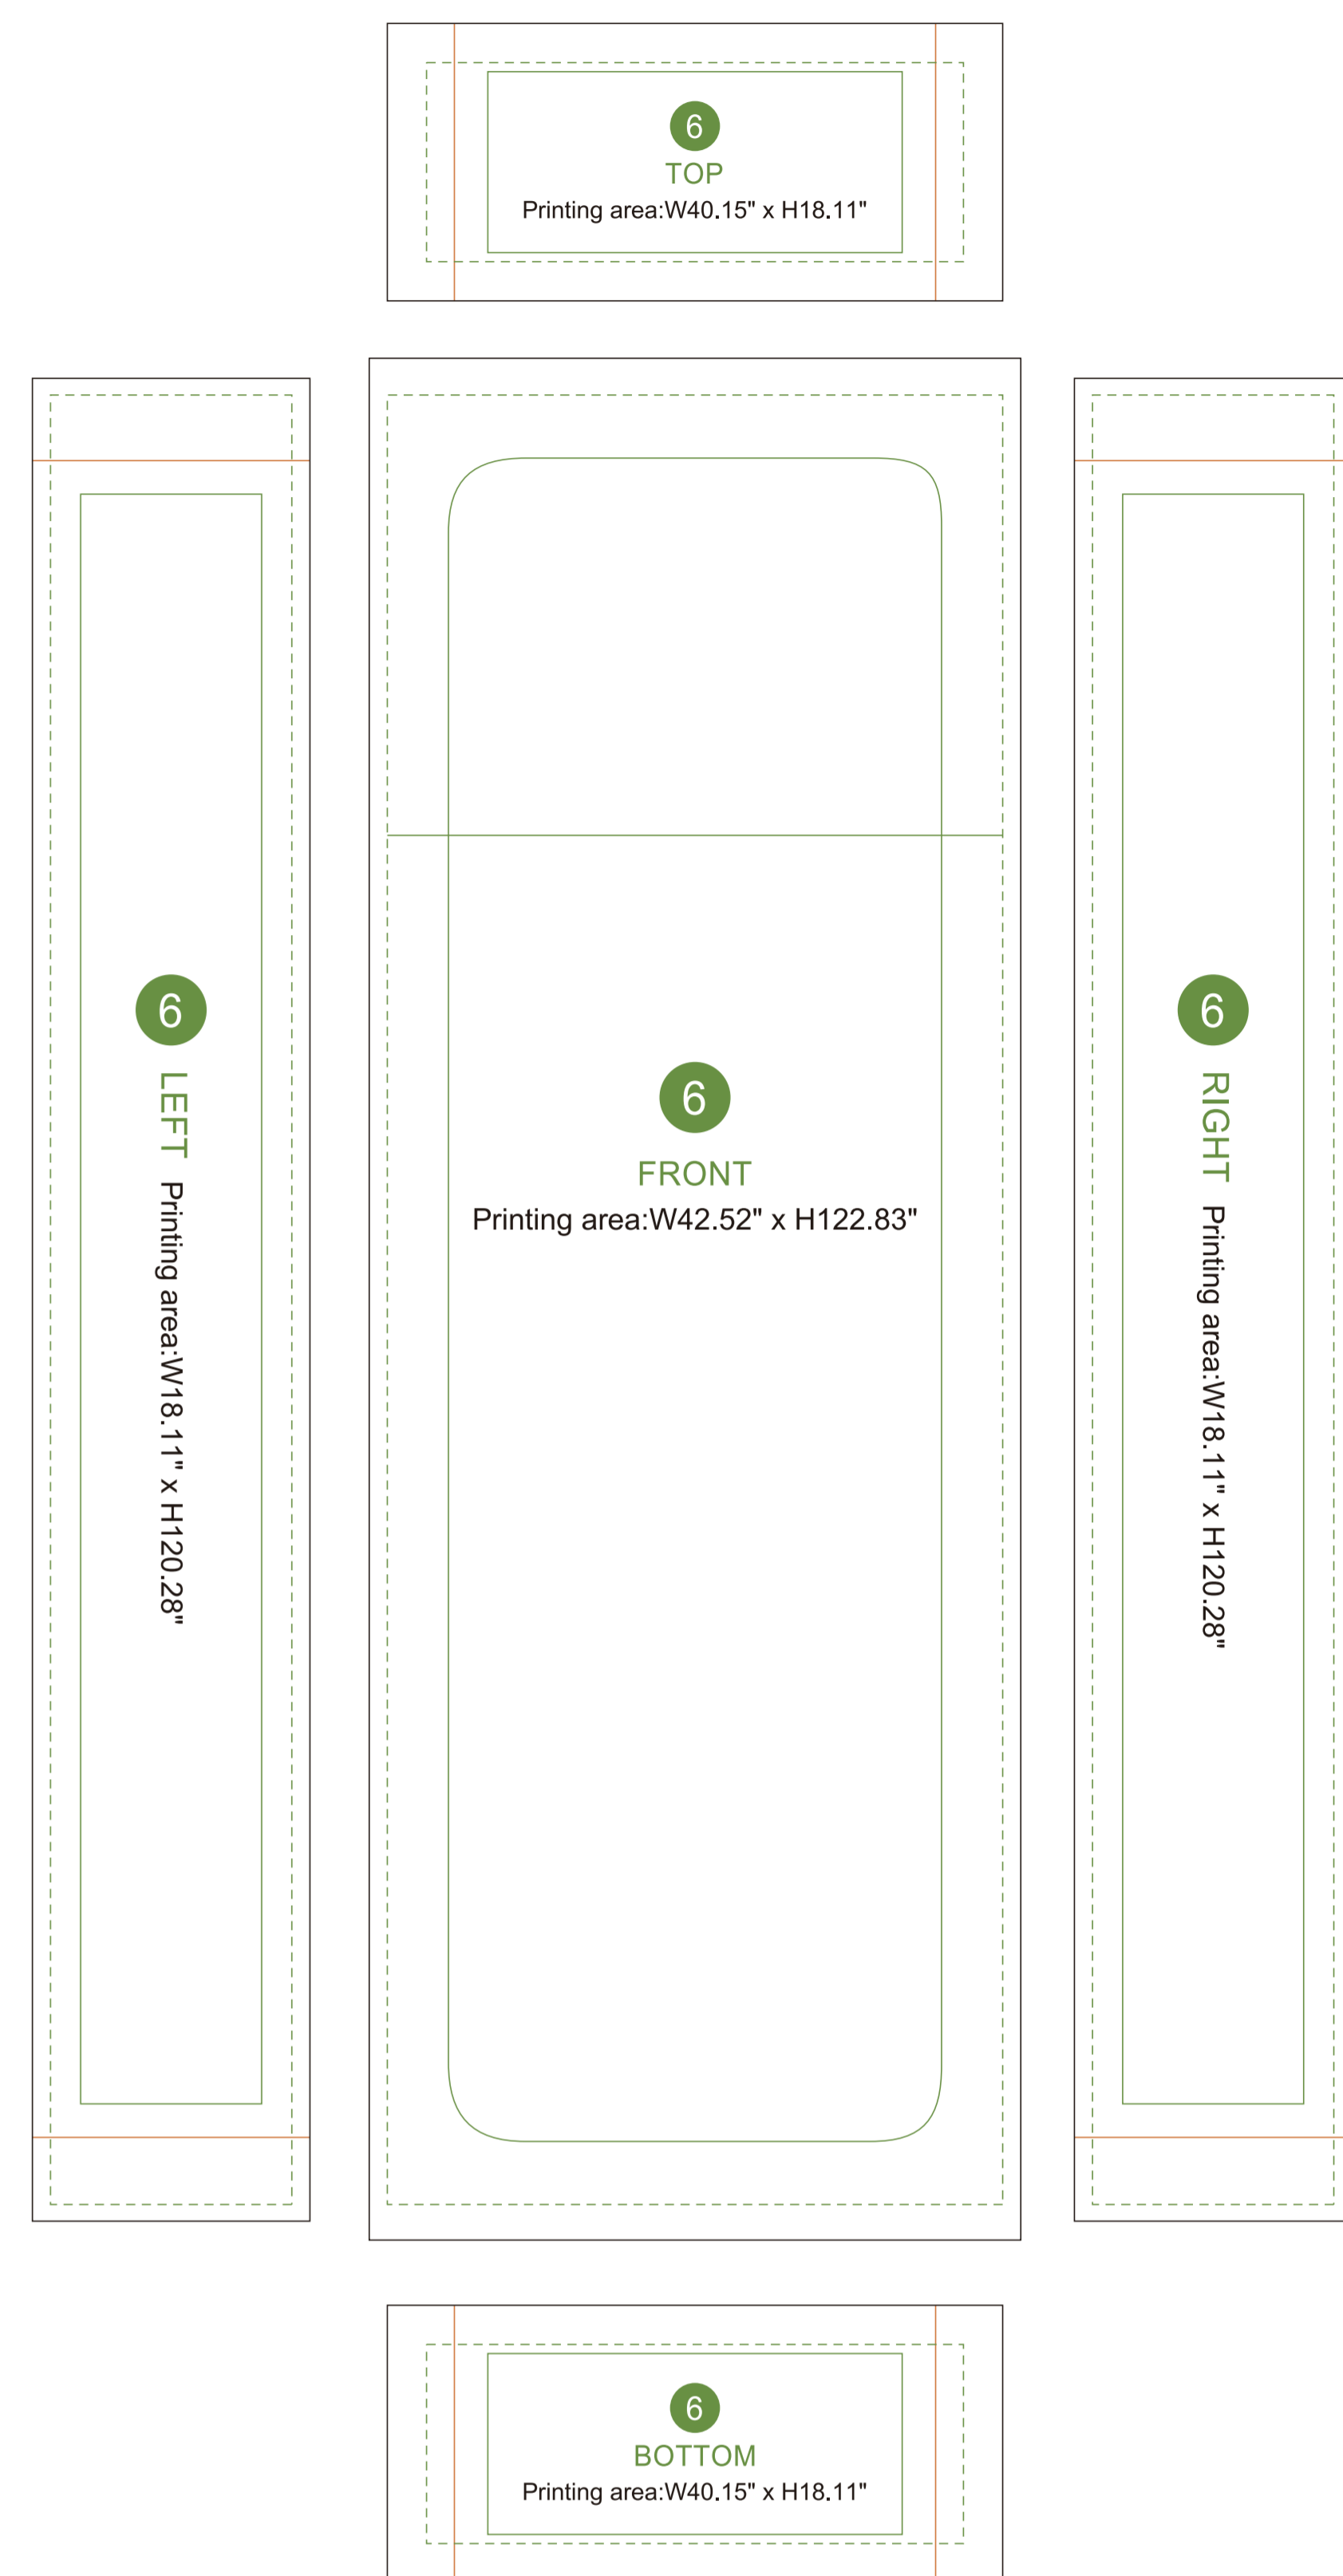 6
TOP
Printing area:W40.15" x H18.11"
6
LEFT Printing area:W18.11" x H120.28"
6
FRONT
Printing area:W42.52" x H122.83"
6
RIGHT Printing area:W18.11" x H120.28"
6
BOTTOM
Printing area:W40.15" x H18.11"